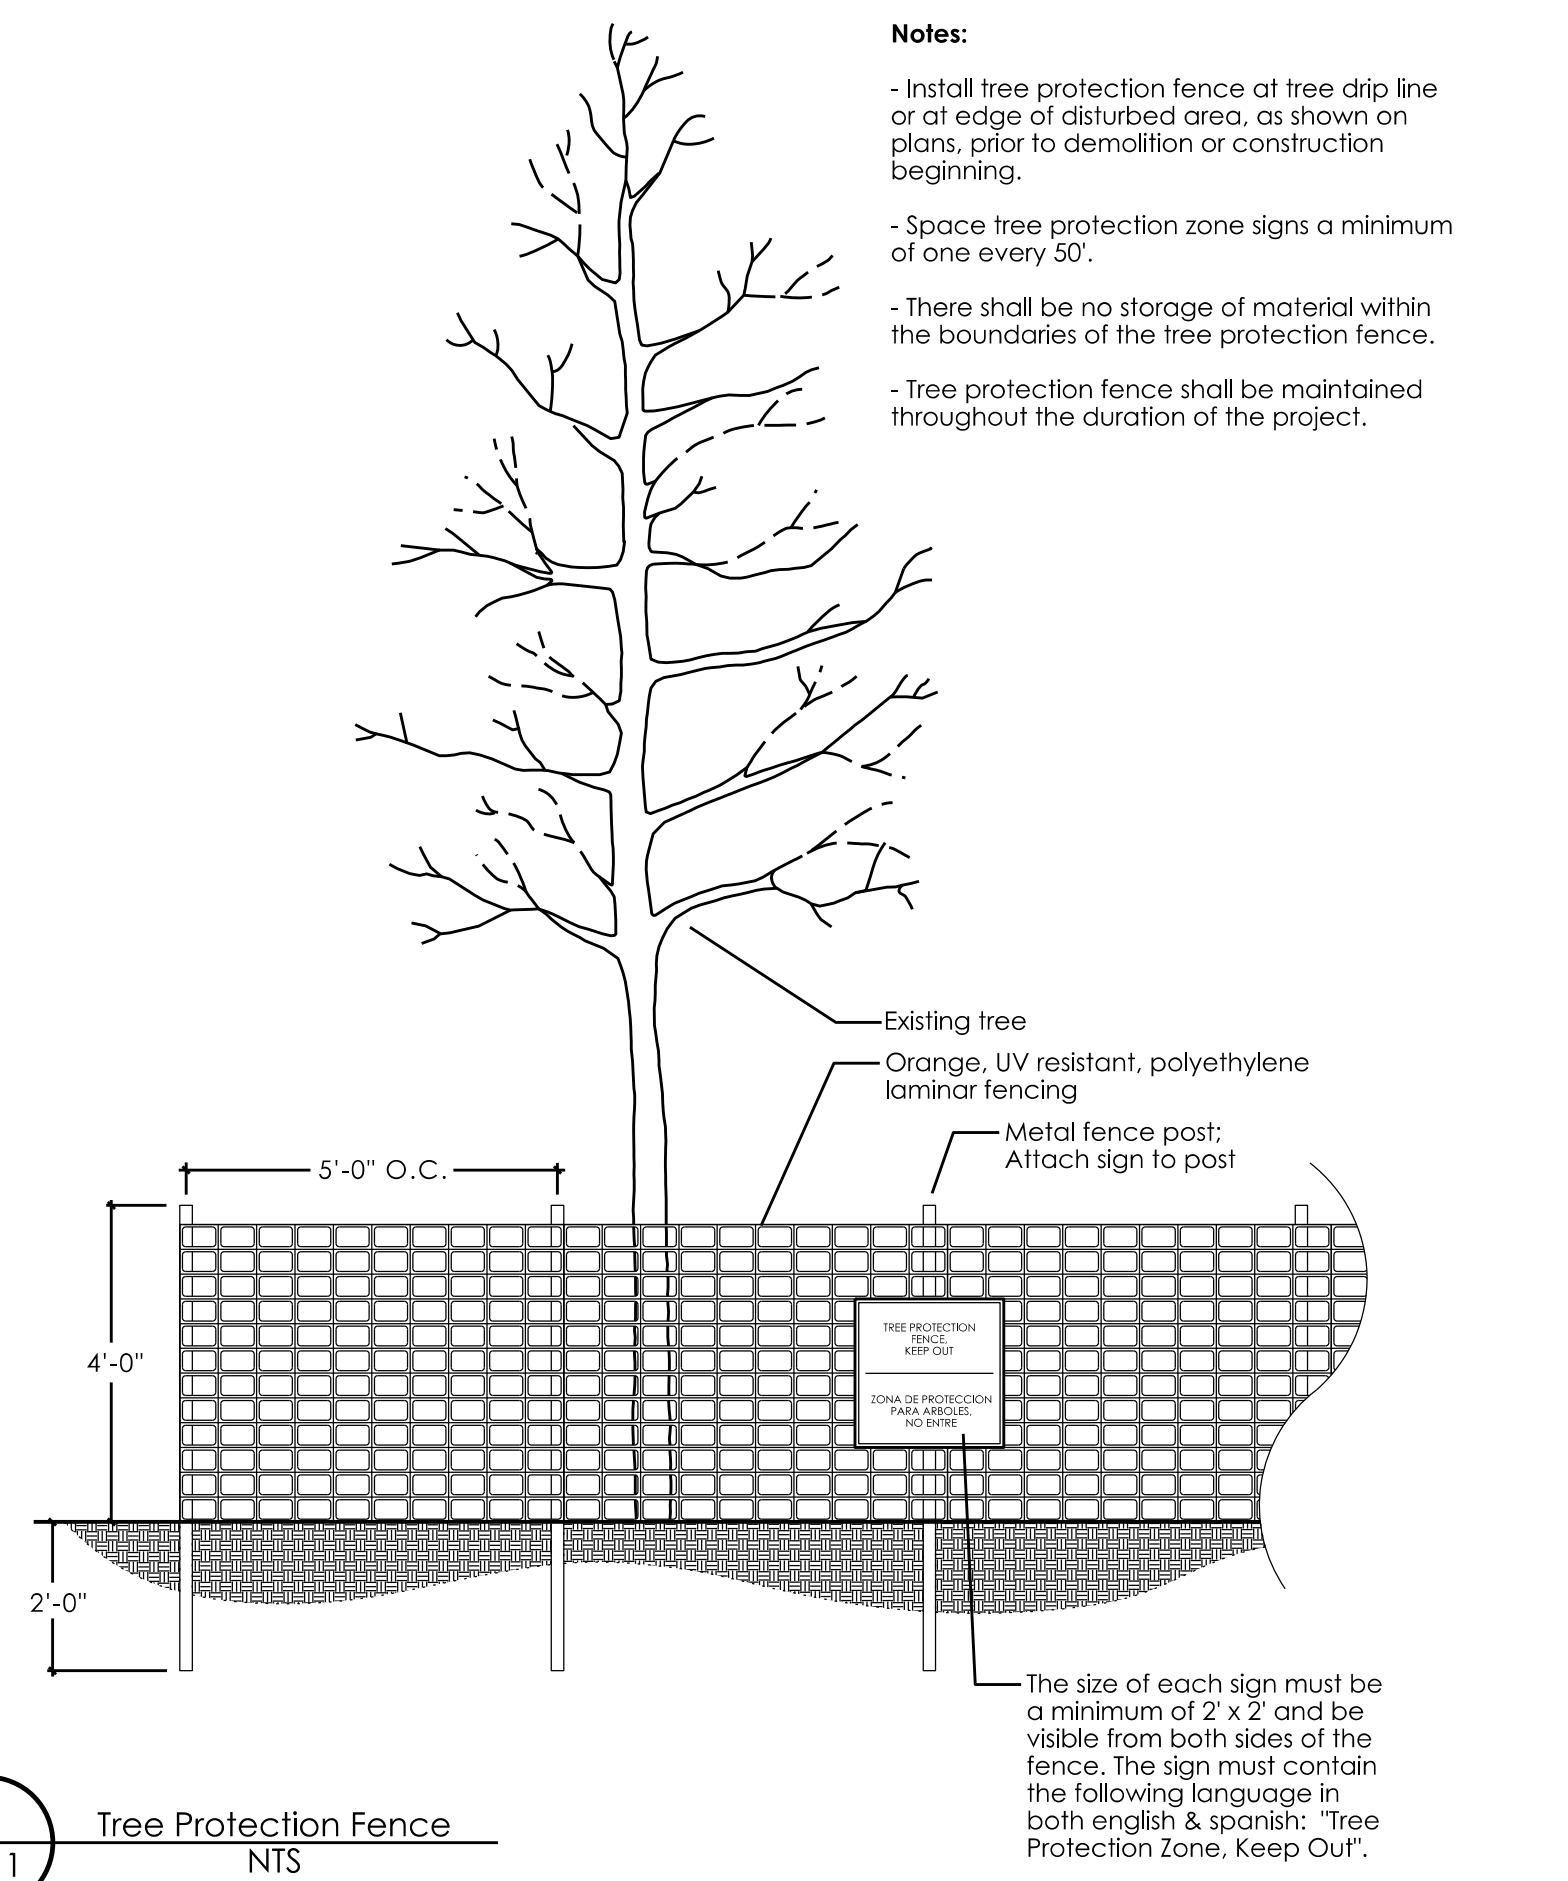 Notes:
- Install tree protection fence at tree drip line
or at edge of disturbed area, as shown on
plans, prior to demolition or construction
beginning.
- Space tree protection zone signs a minimum
of one every 50'.
- There shall be no storage of material within
the boundaries of the tree protection fence.
- Tree protection fence shall be maintained
throughout the duration of the project.
Existing tree
Orange, UV resistant, polyethylene
laminar fencing
Metal fence post;
Attach sign to post
5'-0" O.C.
4'-0"
TREE PROTECTION
FENCE,
KEEP OUT
ZONA DE PROTECCION
PARA ARBOLES,
NO ENTRE
2'-0"
The size of each sign must be
a minimum of 2' x 2' and be
visible from both sides of the
fence. The sign must contain
the following language in
both english & spanish:  "Tree
Protection Zone, Keep Out".
Tree Protection Fence
1
NTS